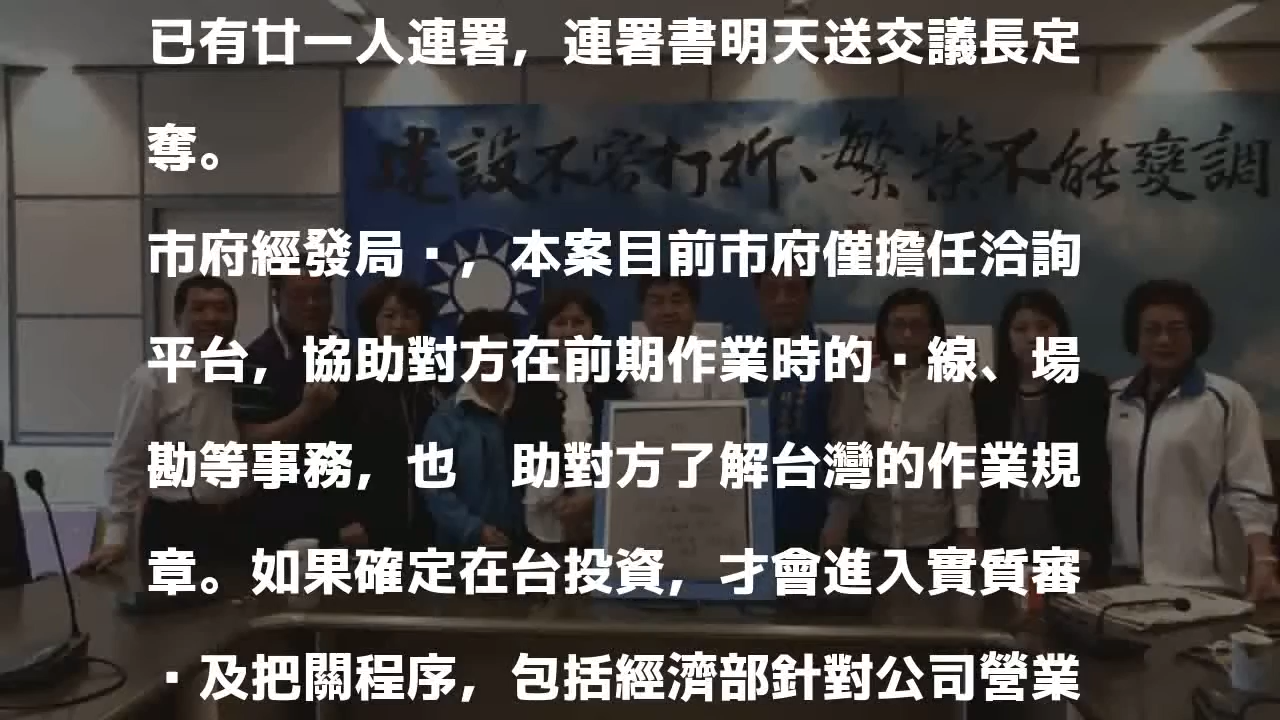 已有廿一人連署，連署書明天送交議長定
奪。
建設不容打折、繁榮不能變調
市府經發局·，本案目前市府僅擔任洽詢
平台，協助對方在前期作業時的·線、場
勘等事務，也　助對方了解台灣的作業規
章。如果確定在台投資，才會進入實質審
·及把關程序，包括經濟部針對公司營業